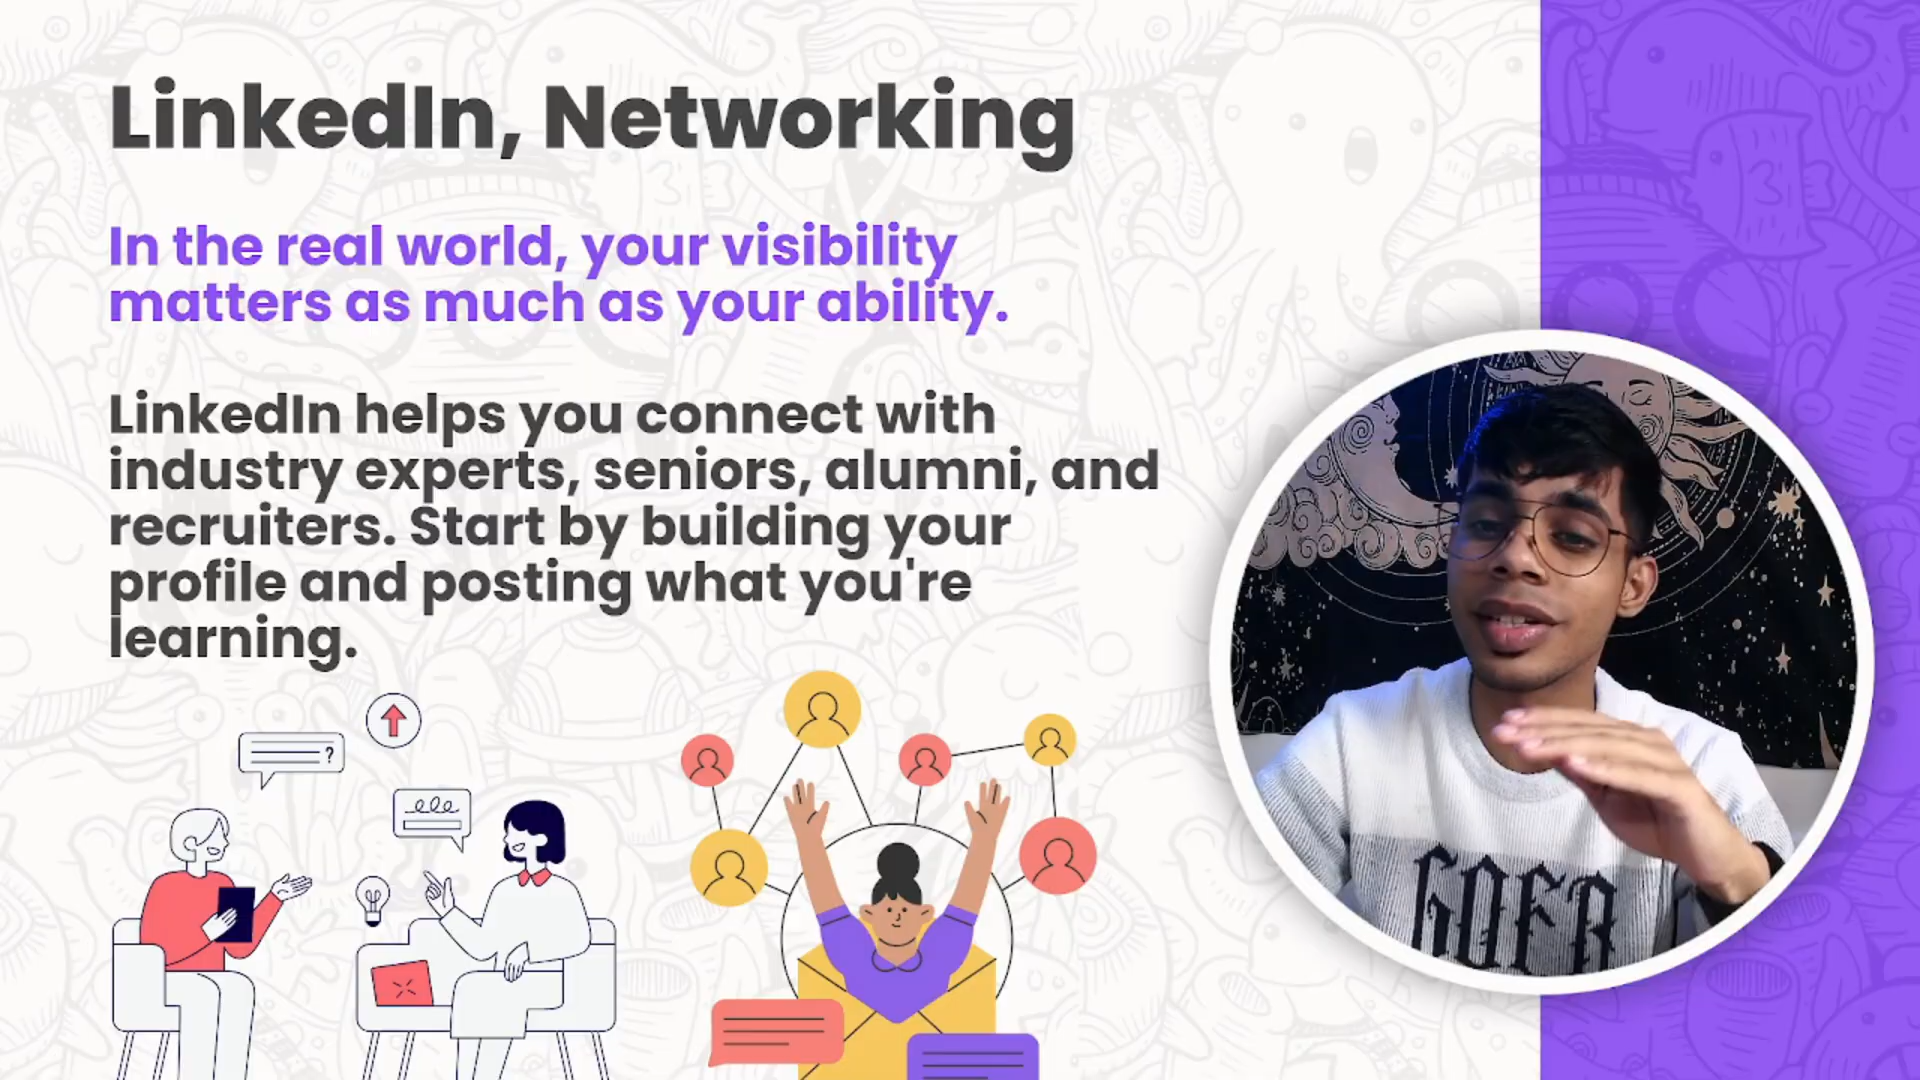 LinkedIn, Networking
In the real world, your visibility
matters as much as your ability.
LinkedIn helps you connect with
industry experts, seniors, alumni, and
recruiters. Start by building your
profile and posting what you're
learning.
?